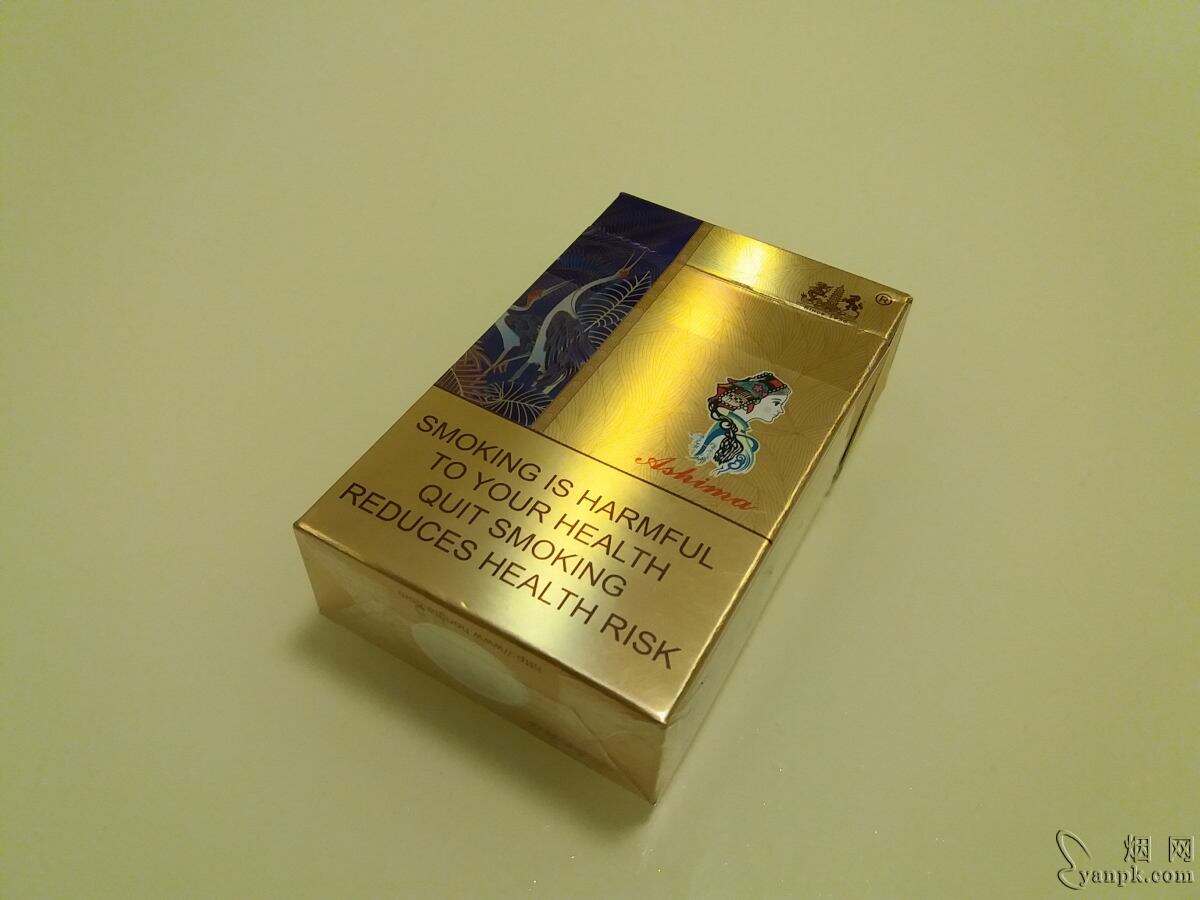 ®
Ashima
SMOKING IS HARMFUL
TO YOUR HEALTH
QUIT SMOKING
REDUCES HEALTH RISK
烟网
yanpk.com